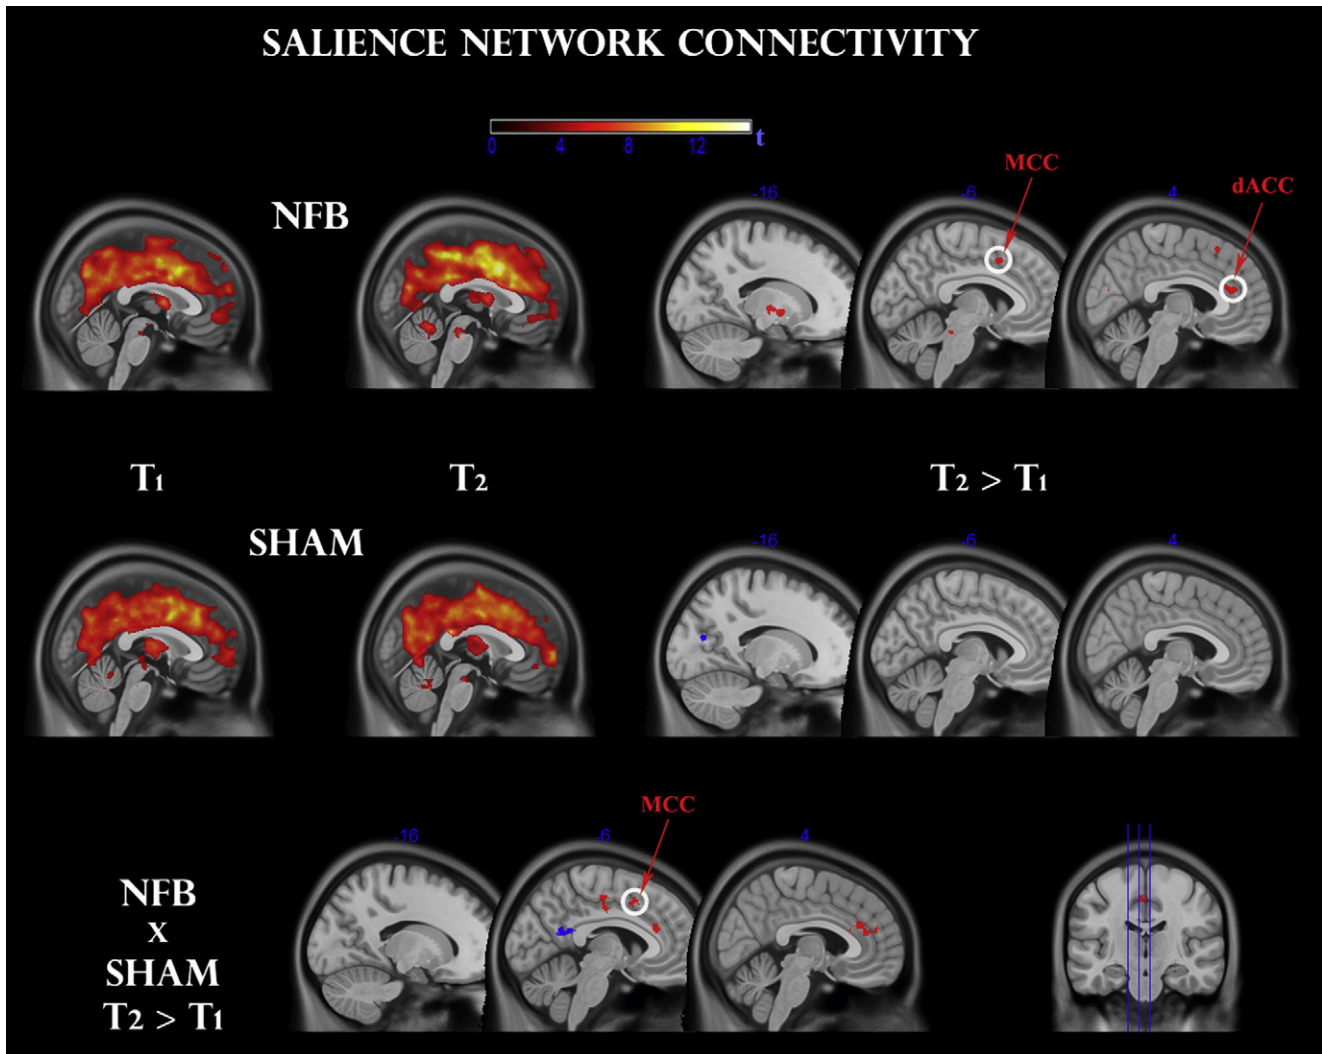 SALIENCE NETWORK CONNECTIVITY
0 4 8 12 t
MCC
dACC
NFB
-16 -6 4
T1 T2 T2 > T1
SHAM
-16 -6 4
MCC
-16 -6 4
NFB
X
SHAM
T2 > T1